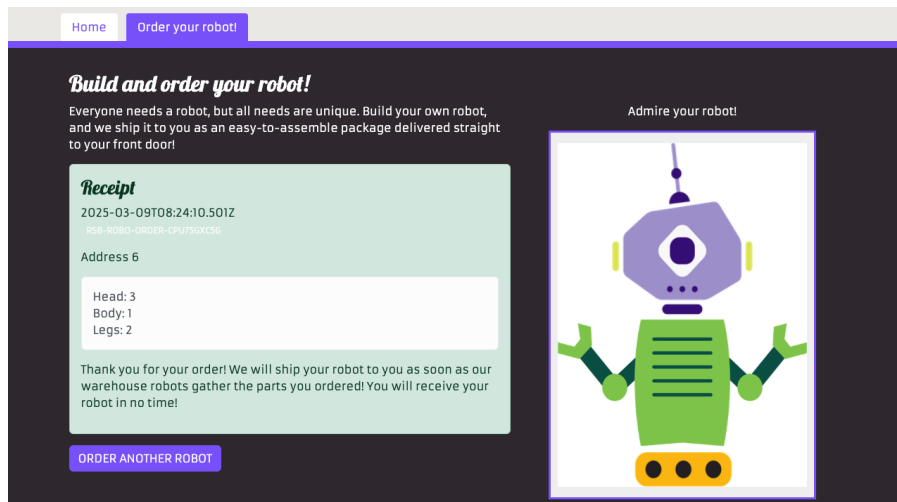 Home
Order your robot!
Build and order your robot!
Everyone needs a robot, but all needs are unique. Build your own robot,
and we ship it to you as an easy-to-assemble package delivered straight
to your front door!
Admire your robot!
Receipt
2025-03-09T08:24:10.501Z
RSB-ROBO-ORDER-CPU75GXC5G
Address 6
Head: 3
Body: 1
Legs: 2
Thank you for your order! We will ship your robot to you as soon as our
warehouse robots gather the parts you ordered! You will receive your
robot in no time!
ORDER ANOTHER ROBOT